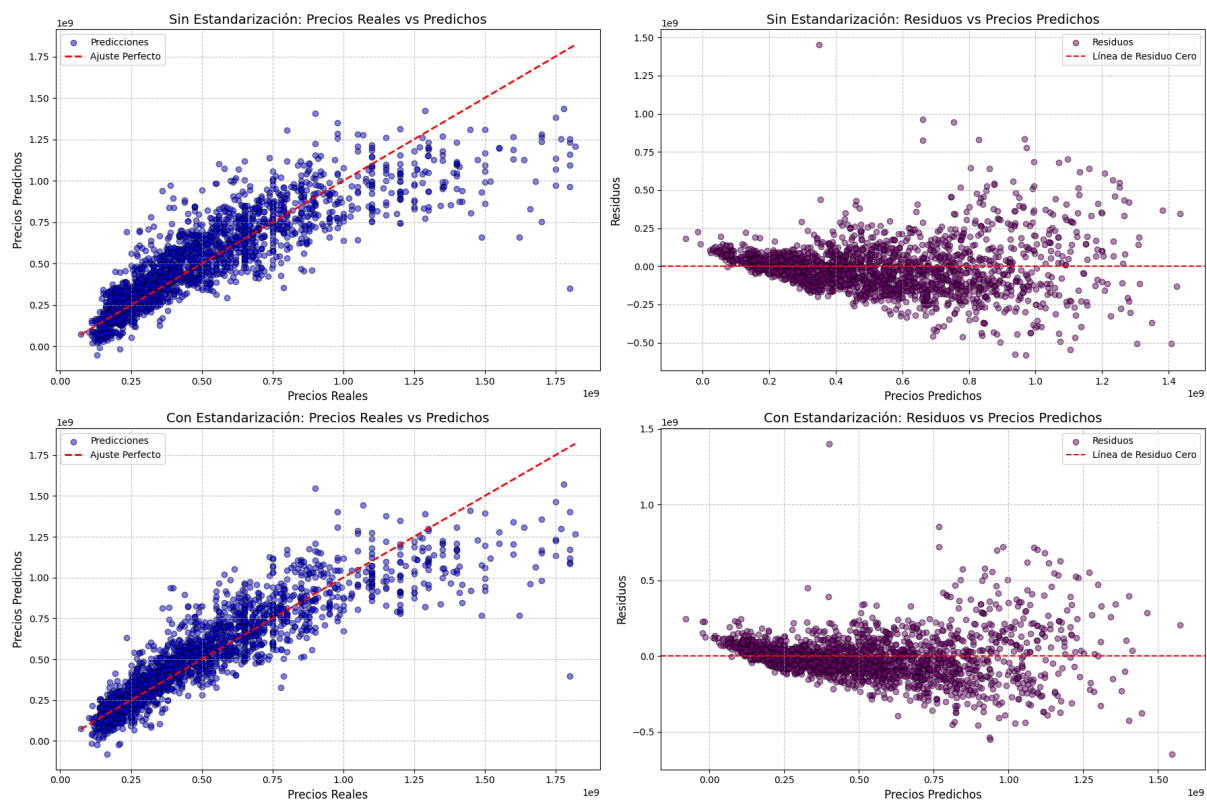 Sin Estandarización: Precios Reales vs Predichos
1e9
Predicciones
Ajuste Perfecto
Precios Predichos
1.75
1.50
1.25
1.00
0.75
0.50
0.25
0.00
0.00 0.25 0.50 0.75 1.00 1.25 1.50 1.75
Precios Reales
1e9
Sin Estandarización: Residuos vs Precios Predichos
1e9
Residuos
Línea de Residuo Cero
Residuos
1.50
1.25
1.00
0.75
0.50
0.25
0.00
−0.25
−0.50
0.0 0.2 0.4 0.6 0.8 1.0 1.2 1.4
Precios Predichos
1e9
Con Estandarización: Precios Reales vs Predichos
1e9
Predicciones
Ajuste Perfecto
Precios Predichos
1.75
1.50
1.25
1.00
0.75
0.50
0.25
0.00
0.00 0.25 0.50 0.75 1.00 1.25 1.50 1.75
Precios Reales
1e9
Con Estandarización: Residuos vs Precios Predichos
1e9
Residuos
Línea de Residuo Cero
Residuos
1.5
1.0
0.5
0.0
−0.5
0.00 0.25 0.50 0.75 1.00 1.25 1.50
Precios Predichos
1e9